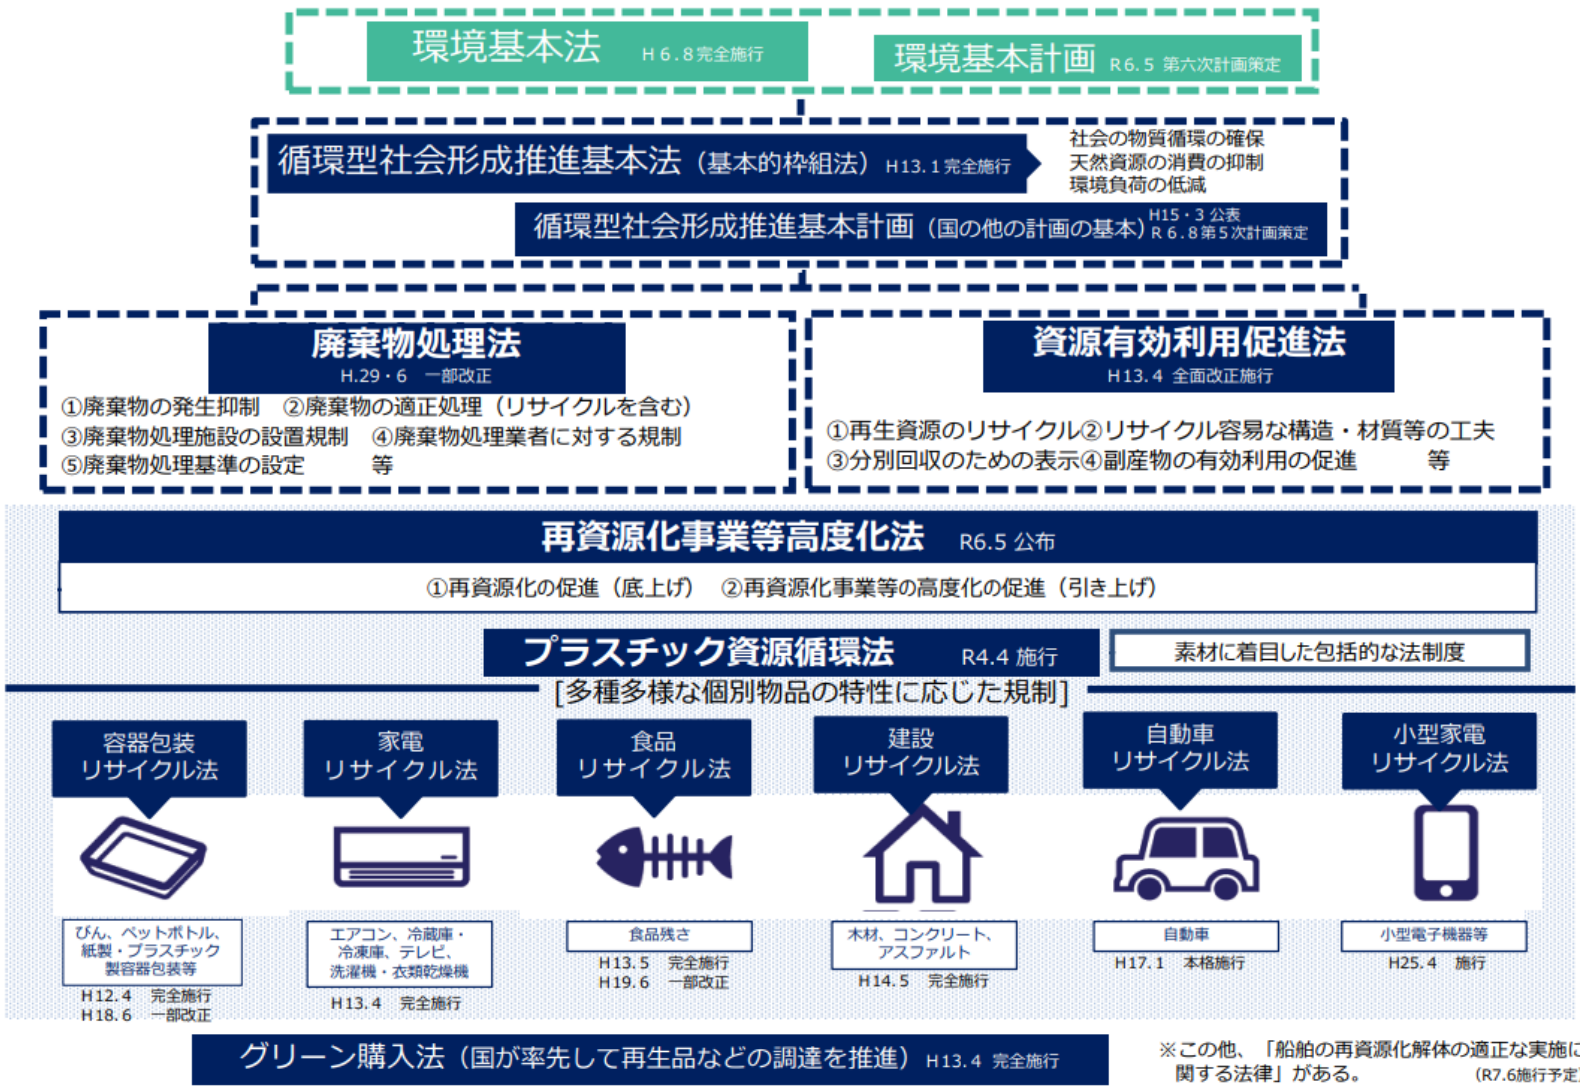 環境基本法 H6.8完全施行
環境基本計画 R6.5 第六次計画策定
循環型社会形成推進基本法（基本的枠組法）H13.1完全施行
社会の物質循環の確保
天然資源の消費の抑制
環境負荷の低減
循環型社会形成推進基本計画（国の他の計画の基本）
H15・3 公表
R6.8第5次計画策定
廃棄物処理法
H.29・6 一部改正
①廃棄物の発生抑制 ②廃棄物の適正処理（リサイクルを含む）
③廃棄物処理施設の設置規制 ④廃棄物処理業者に対する規制
⑤廃棄物処理基準の設定 等
資源有効利用促進法
H13.4 全面改正施行
①再生資源のリサイクル②リサイクル容易な構造・材質等の工夫
③分別回収のための表示④副産物の有効利用の促進 等
再資源化事業等高度化法 R6.5 公布
①再資源化の促進（底上げ） ②再資源化事業等の高度化の促進（引き上げ）
プラスチック資源循環法 R4.4 施行
素材に着目した包括的な法制度
[多種多様な個別物品の特性に応じた規制]
容器包装
リサイクル法
びん、ペットボトル、
紙製・プラスチック
製容器包装等
H12.4 完全施行
H18.6 一部改正
家電
リサイクル法
エアコン、冷蔵庫・
冷凍庫、テレビ、
洗濯機・衣類乾燥機
H13.4 完全施行
食品
リサイクル法
食品残さ
H13.5 完全施行
H19.6 一部改正
建設
リサイクル法
木材、コンクリート、
アスファルト
H14.5 完全施行
自動車
リサイクル法
自動車
H17.1 本格施行
小型家電
リサイクル法
小型電子機器等
H25.4 施行
グリーン購入法（国が率先して再生品などの調達を推進）H13.4 完全施行
※この他、「船舶の再資源化解体の適正な実施に
関する法律」がある。 (R7.6施行予定)